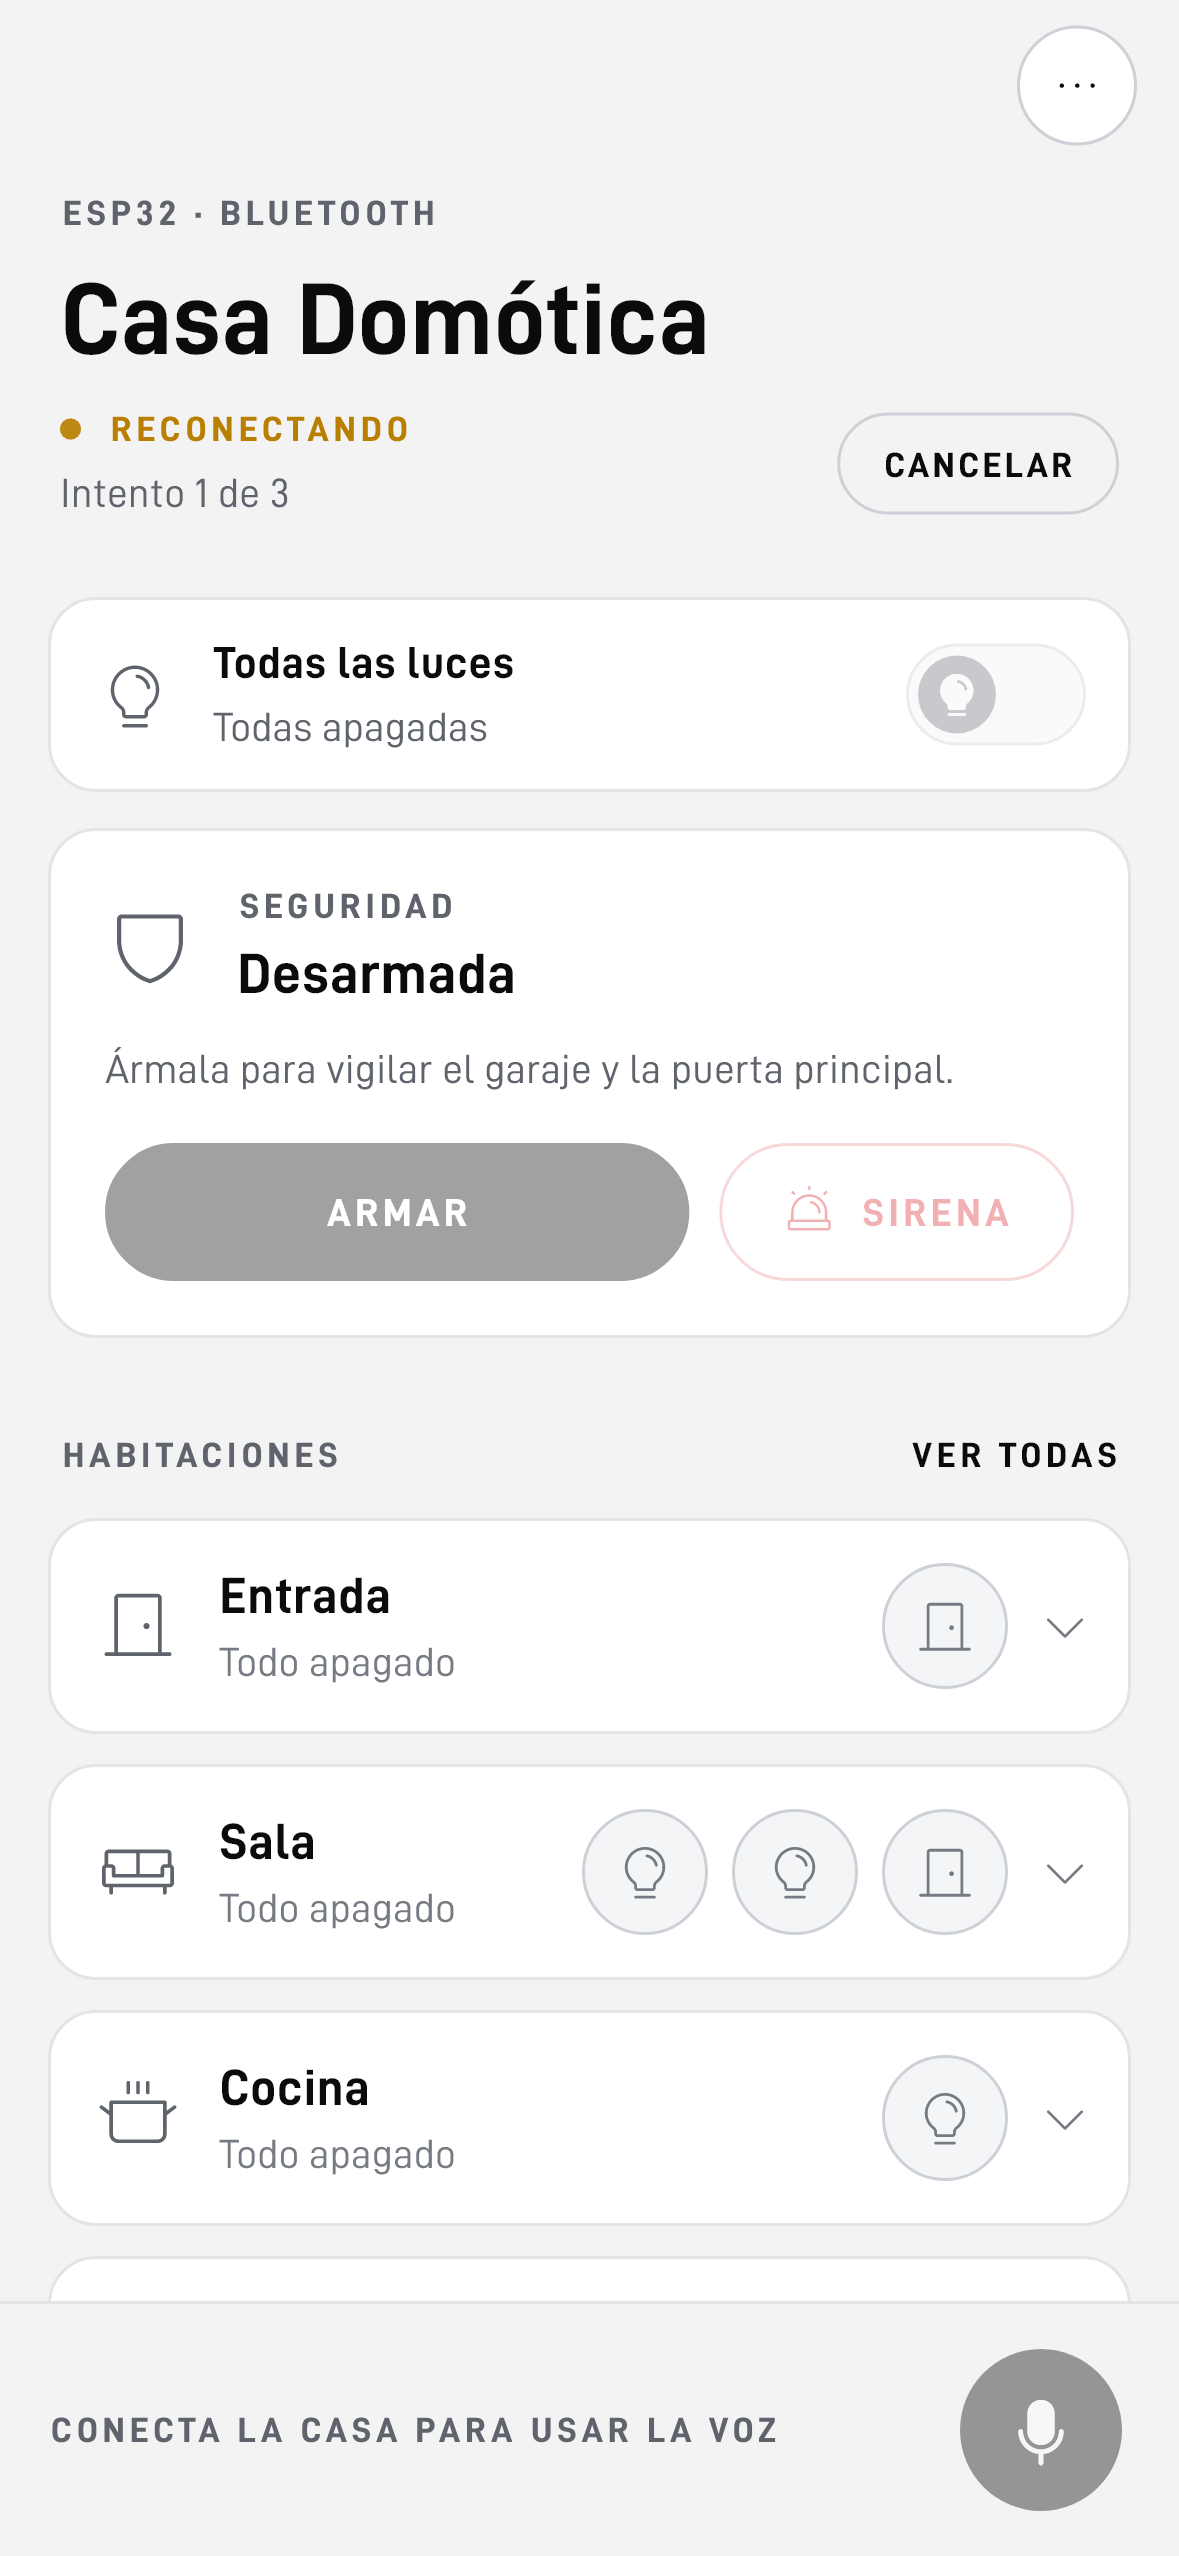 ESP32 · BLUETOOTH
Casa Domótica
RECONECTANDO
Intento 1 de 3
CANCELAR
Todas las luces
Todas apagadas
SEGURIDAD
Desarmada
Ármala para vigilar el garaje y la puerta principal.
ARMAR
SIRENA
HABITACIONES
VER TODAS
Entrada
Todo apagado
Sala
Todo apagado
Cocina
Todo apagado
CONECTA LA CASA PARA USAR LA VOZ